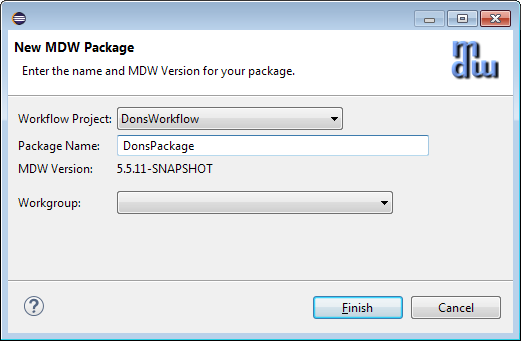 New MDW Package
Enter the name and MDW Version for your package.
mdw
Workflow Project: DonsWorkflow
Package Name: DonsPackage
MDW Version: 5.5.11-SNAPSHOT
Workgroup:
?
Finish Cancel